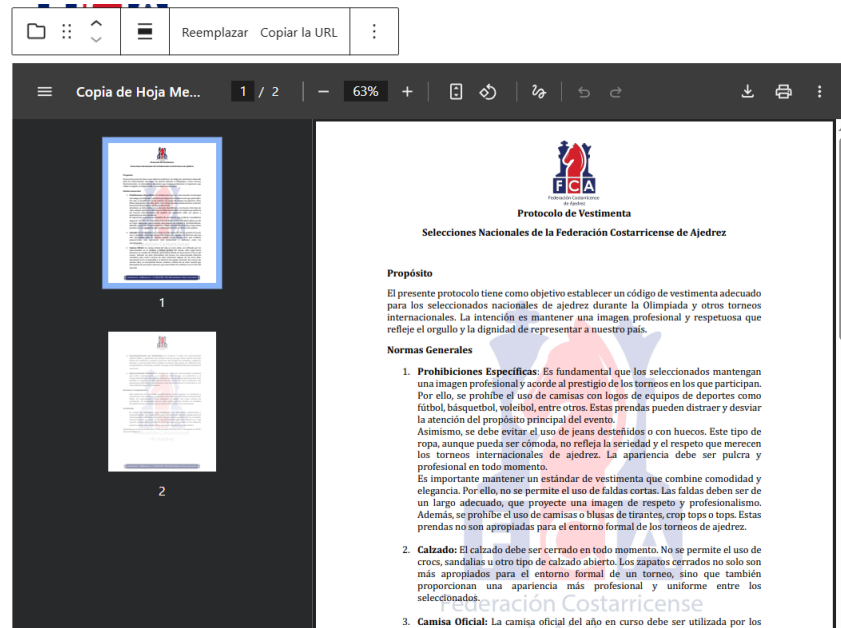 FCA
Reemplazar Copiar la URL
Copia de Hoja Me... 1 / 2 63%
1
2
FCA
Federación Costarricense
de Ajedrez
Protocolo de Vestimenta
Selecciones Nacionales de la Federación Costarricense de Ajedrez
Propósito
El presente protocolo tiene como objetivo establecer un código de vestimenta adecuado
para los seleccionados nacionales de ajedrez durante la Olimpiada y otros torneos
internacionales. La intención es mantener una imagen profesional y respetuosa que
refleje el orgullo y la dignidad de representar a nuestro país.
Normas Generales
1. Prohibiciones Específicas: Es fundamental que los seleccionados mantengan
una imagen profesional y acorde al prestigio de los torneos en los que participan.
Por ello, se prohíbe el uso de camisas con logos de equipos de deportes como
fútbol, básquetbol, voleibol, entre otros. Estas prendas pueden distraer y desviar
la atención del propósito principal del evento.
Asimismo, se debe evitar el uso de jeans desteñidos o con huecos. Este tipo de
ropa, aunque pueda ser cómoda, no refleja la seriedad y el respeto que merecen
los torneos internacionales de ajedrez. La apariencia debe ser pulcra y
profesional en todo momento.
Es importante mantener un estándar de vestimenta que combine comodidad y
elegancia. Por ello, no se permite el uso de faldas cortas. Las faldas deben ser de
un largo adecuado, que proyecte una imagen de respeto y profesionalismo.
Además, se prohíbe el uso de camisas o blusas de tirantes, crop tops o tops. Estas
prendas no son apropiadas para el entorno formal de los torneos de ajedrez.
2. Calzado: El calzado debe ser cerrado en todo momento. No se permite el uso de
crocs, sandalias u otro tipo de calzado abierto. Los zapatos cerrados no solo son
más apropiados para el entorno formal de un torneo, sino que también
proporcionan una apariencia más profesional y uniforme entre los
seleccionados.
FCA
Federación Costarricense
3. Camisa Oficial: La camisa oficial del año en curso debe ser utilizada por los